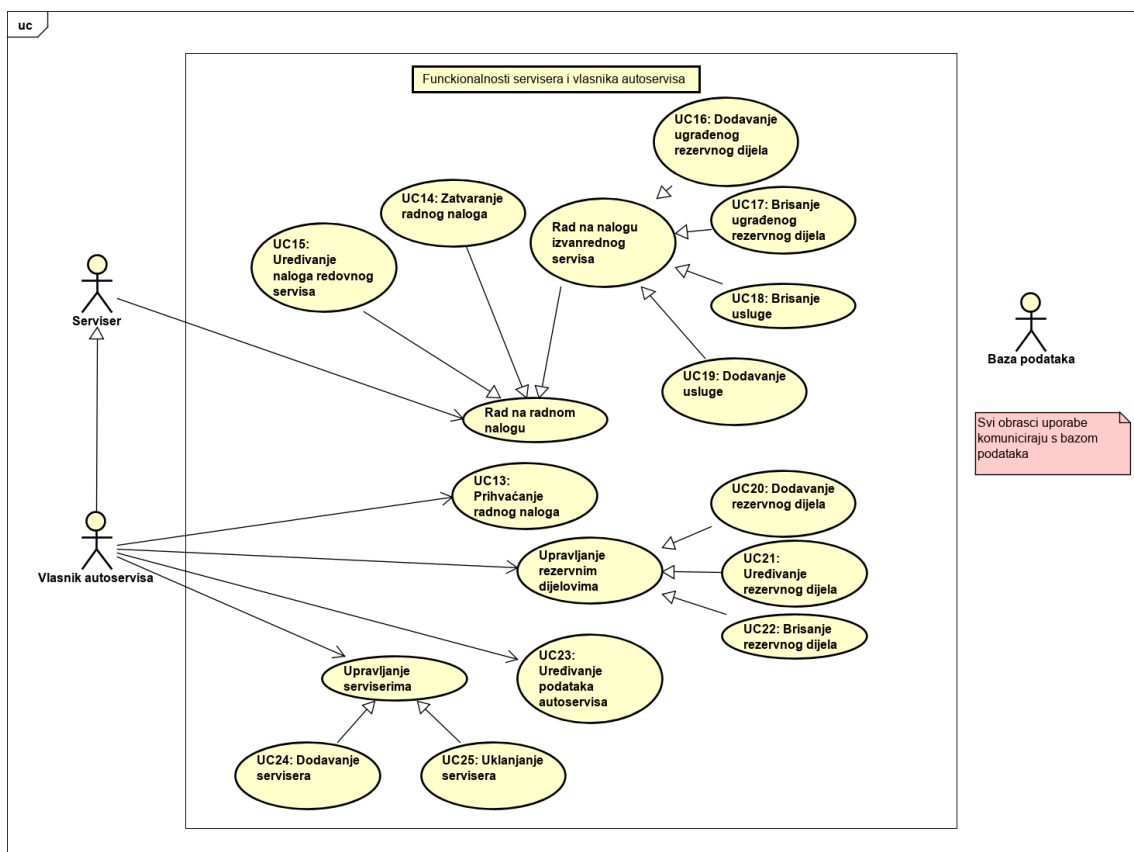 uc
Funckionalnosti servisera i vlasnika autoservisa
UC16: Dodavanje
ugrađenog
rezervnog dijela
UC14: Zatvaranje
radnog naloga
UC17: Brisanje
ugrađenog
rezervnog dijela
UC15:
Uređivanje
naloga redovnog
servisa
Rad na nalogu
izvanrednog
servisa
UC18: Brisanje
usluge
Serviser
Baza podataka
UC19: Dodavanje
usluge
Rad na radnom
nalogu
Svi obrasci uporabe
komuniciraju s bazom
podataka
UC13:
Prihvaćanje
radnog naloga
UC20: Dodavanje
rezervnog dijela
Vlasnik autoservisa
Upravljanje
rezervnim
dijelovima
UC21:
Uređivanje
rezervnog dijela
UC22: Brisanje
rezervnog dijela
UC23:
Uređivanje
podataka
autoservisa
Upravljanje
serviserima
UC24: Dodavanje
servisera
UC25: Uklanjanje
servisera